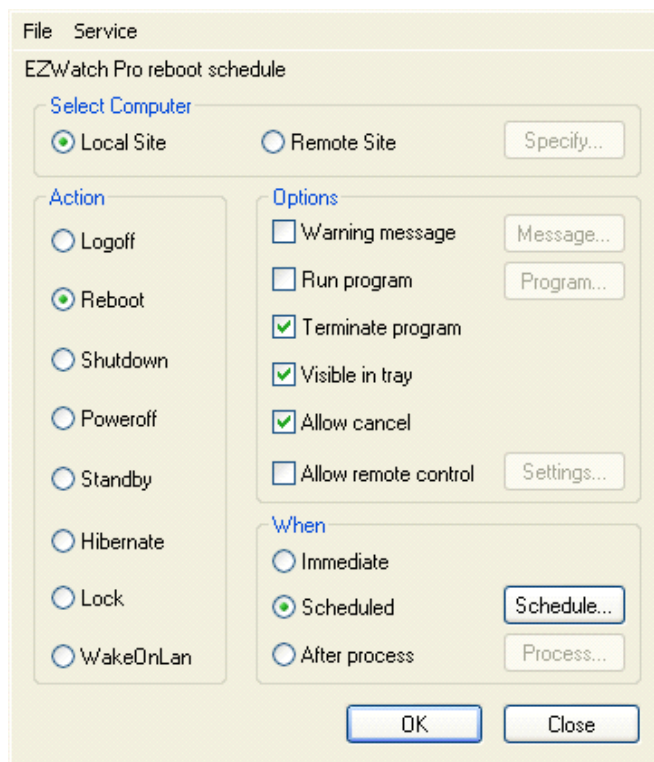 File Service
EZWatch Pro reboot schedule
Select Computer
Local Site Remote Site Specify...
Action
Logoff
Reboot
Shutdown
Poweroff
Standby
Hibernate
Lock
WakeOnLan
Options
Warning message Message...
Run program Program...
Terminate program
Visible in tray
Allow cancel
Allow remote control Settings...
When
Immediate
Scheduled Schedule...
After process Process...
OK Close